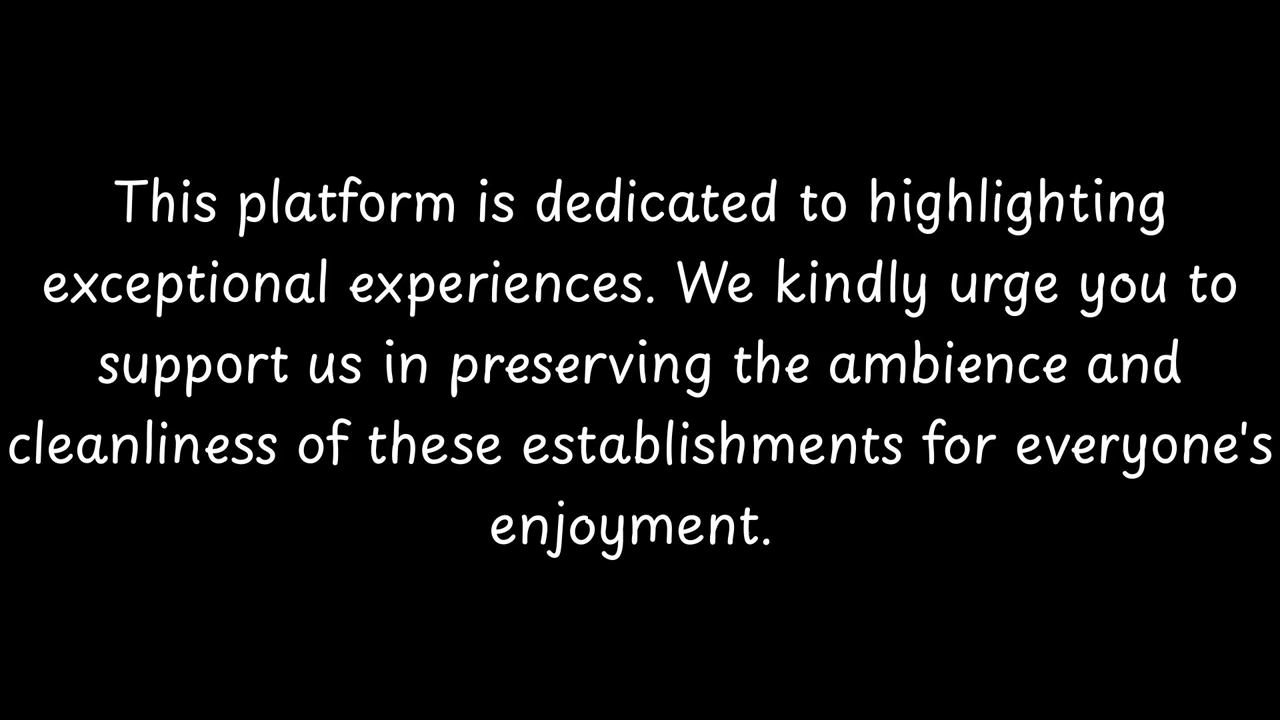 This platform is dedicated to highlighting
exceptional experiences. We kindly urge you to
support us in preserving the ambience and
cleanliness of these establishments for everyone's
enjoyment.